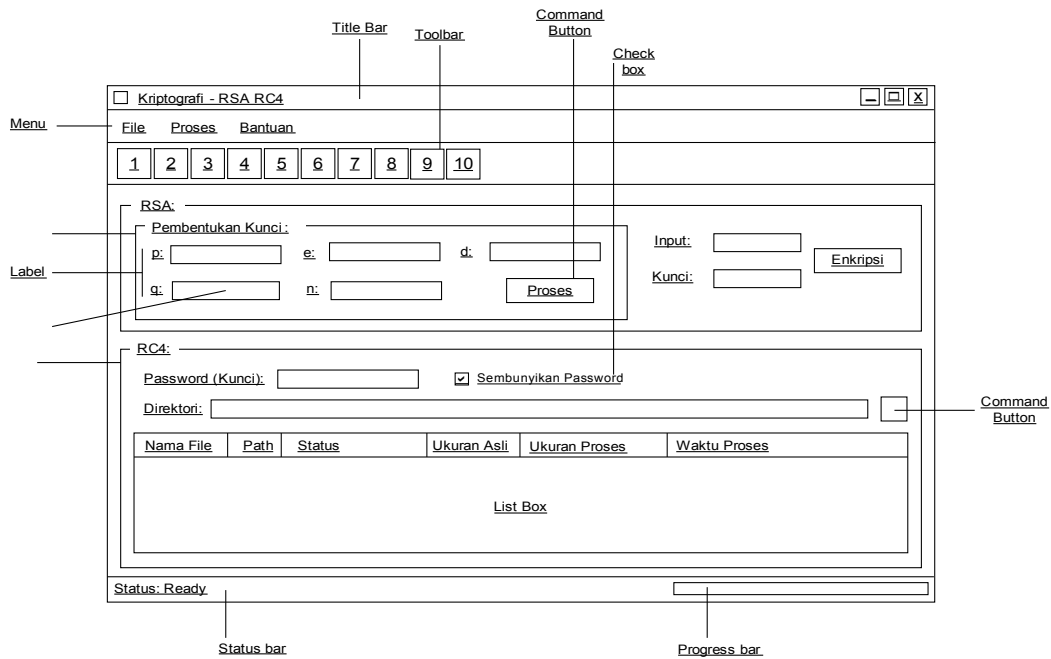 Title Bar
Toolbar
Command
Button
Check
box
Kriptografi - RSA RC4
X
Menu
File Proses Bantuan
1 2 3 4 5 6 7 8 9 10
RSA:
Pembentukan Kunci :
p: e: d:
Input:
Enkripsi
Label
Kunci:
q: n:
Proses
RC4:
Password (Kunci): Sembunyikan Password
Direktori:
Command
Button
Nama File Path Status Ukuran Asli Ukuran Proses Waktu Proses
List Box
Status: Ready
Status bar
Progress bar